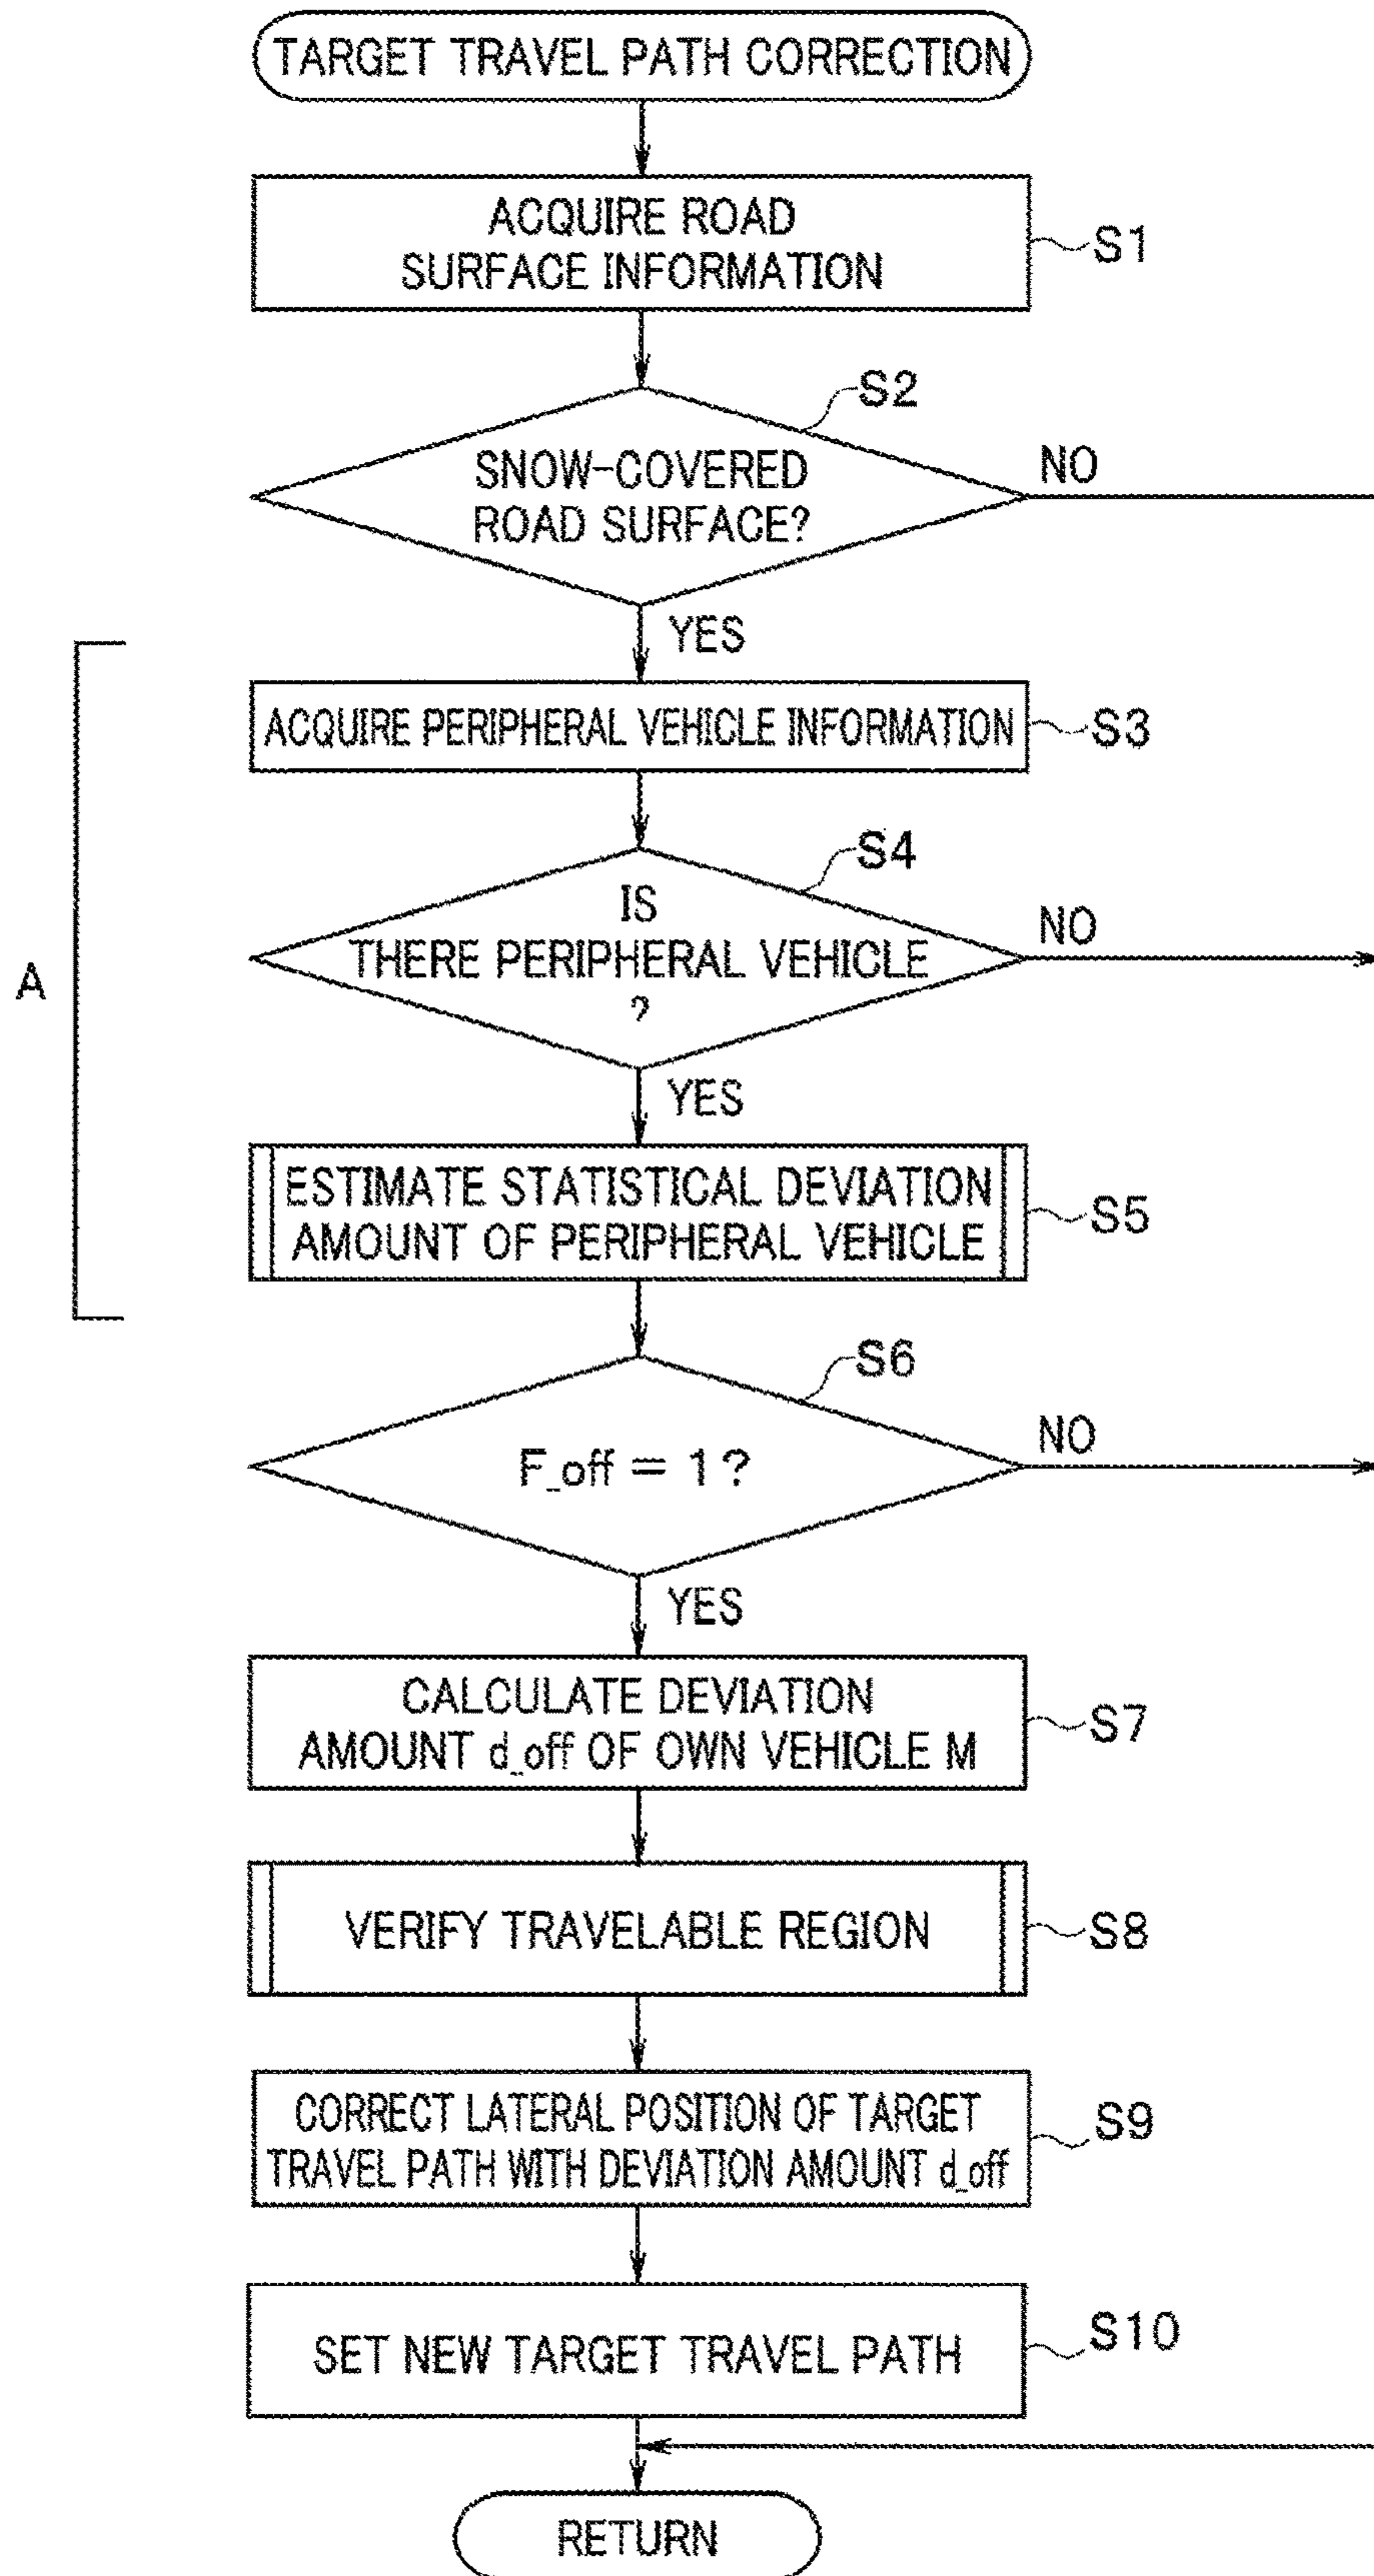 TARGET TRAVEL PATH CORRECTION
ACQUIRE ROAD
SURFACE INFORMATION
S1
S2
SNOW-COVERED
ROAD SURFACE?
NO
YES
ACQUIRE PERIPHERAL VEHICLE INFORMATION
S3
S4
IS
THERE PERIPHERAL VEHICLE
?
NO
A
YES
ESTIMATE STATISTICAL DEVIATION
AMOUNT OF PERIPHERAL VEHICLE
S5
S6
F_off = 1?
NO
YES
CALCULATE DEVIATION
AMOUNT d_off OF OWN VEHICLE M
S7
VERIFY TRAVELABLE REGION
S8
CORRECT LATERAL POSITION OF TARGET
TRAVEL PATH WITH DEVIATION AMOUNT d_off
S9
SET NEW TARGET TRAVEL PATH
S10
RETURN